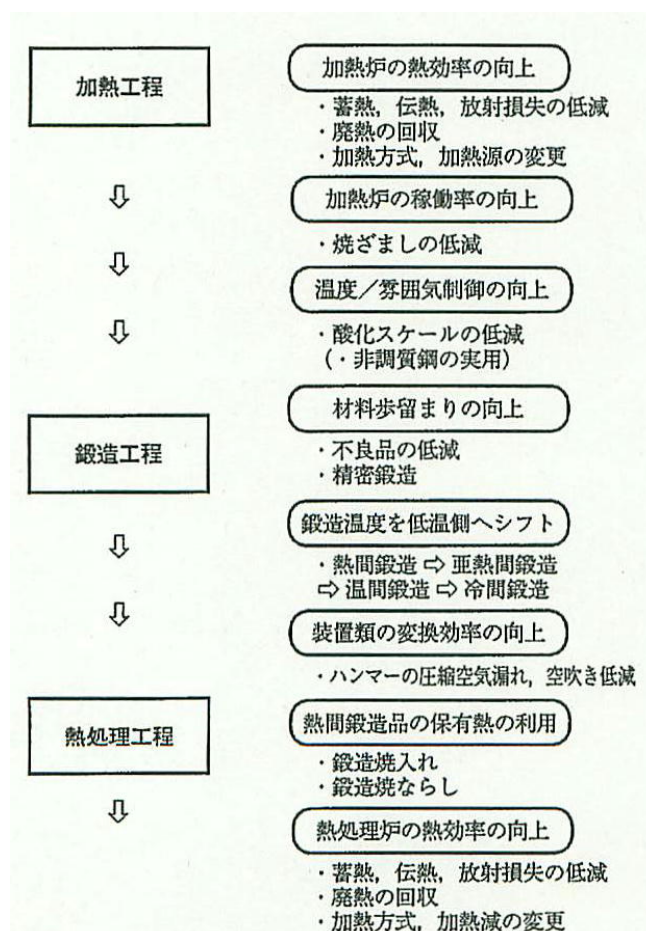 加熱工程
加熱炉の熱効率の向上
・蓄熱，伝熱，放射損失の低減
・廃熱の回収
・加熱方式，加熱源の変更
⇩
加熱炉の稼働率の向上
・焼ざましの低減
⇩
温度／雰囲気制御の向上
⇩
・酸化スケールの低減
（・非調質鋼の実用）
鍛造工程
材料歩留まりの向上
・不良品の低減
・精密鍛造
⇩
鍛造温度を低温側へシフト
・熱間鍛造 ⇨ 亜熱間鍛造
⇨ 温間鍛造 ⇨ 冷間鍛造
⇩
装置類の変換効率の向上
・ハンマーの圧縮空気漏れ，空吹き低減
熱処理工程
熱間鍛造品の保有熱の利用
・鍛造焼入れ
・鍛造焼ならし
⇩
熱処理炉の熱効率の向上
・蓄熱，伝熱，放射損失の低減
・廃熱の回収
・加熱方式，加熱減の変更